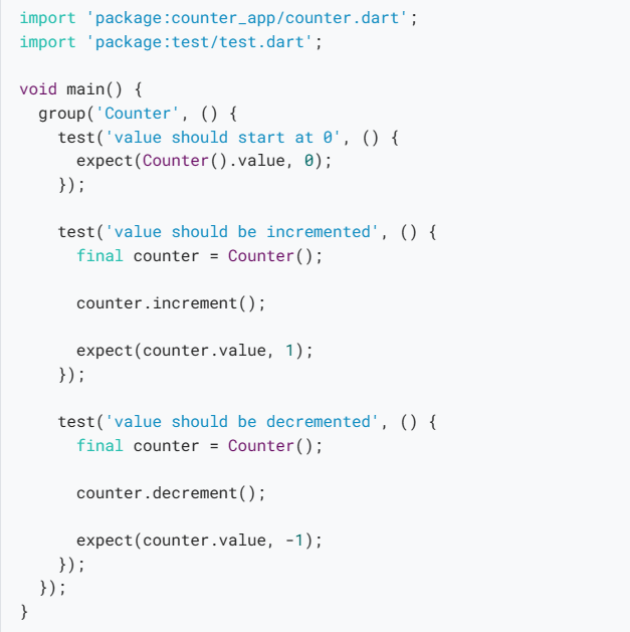 import 'package:counter_app/counter.dart';
import 'package:test/test.dart';

void main() {
  group('Counter', () {
    test('value should start at 0', () {
      expect(Counter().value, 0);
    });

    test('value should be incremented', () {
      final counter = Counter();

      counter.increment();

      expect(counter.value, 1);
    });

    test('value should be decremented', () {
      final counter = Counter();

      counter.decrement();

      expect(counter.value, -1);
    });
  });
}